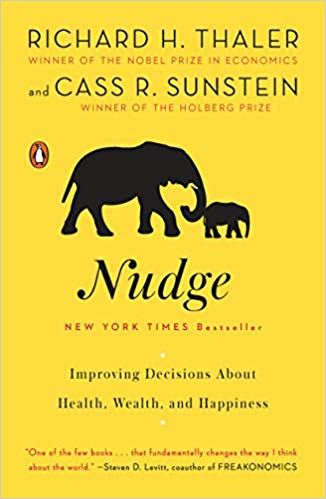 RICHARD H. THALER
WINNER OF THE NOBEL PRIZE IN ECONOMICS
and CASS R. SUNSTEIN
WINNER OF THE HOLBERG PRIZE
Nudge
NEW YORK TIMES Bestseller
Improving Decisions About
Health, Wealth, and Happiness
"One of the few books . . . that fundamentally changes the way I think
about the world." —Steven D. Levitt, coauthor of FREAKONOMICS